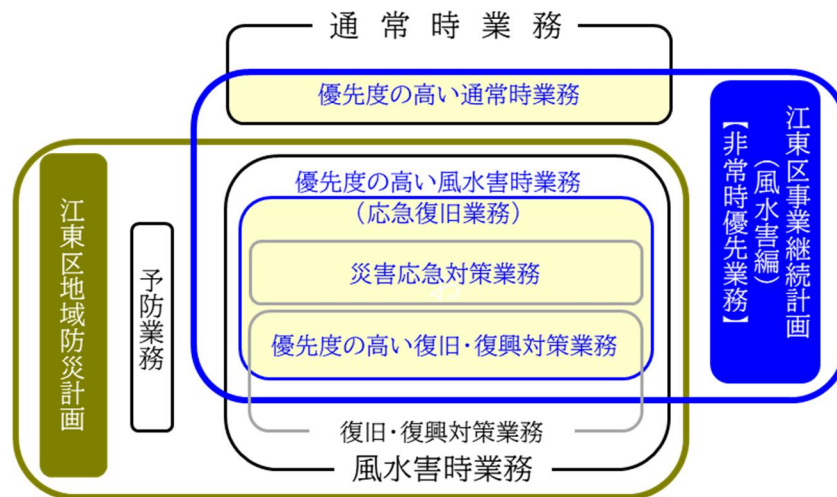 通常時業務
優先度の高い通常時業務
江東区事業継続計画
（風水害編）
【非常時優先業務】
江東区地域防災計画
予防業務
優先度の高い風水害時業務
（応急復旧業務）
災害応急対策業務
優先度の高い復旧・復興対策業務
復旧・復興対策業務
風水害時業務